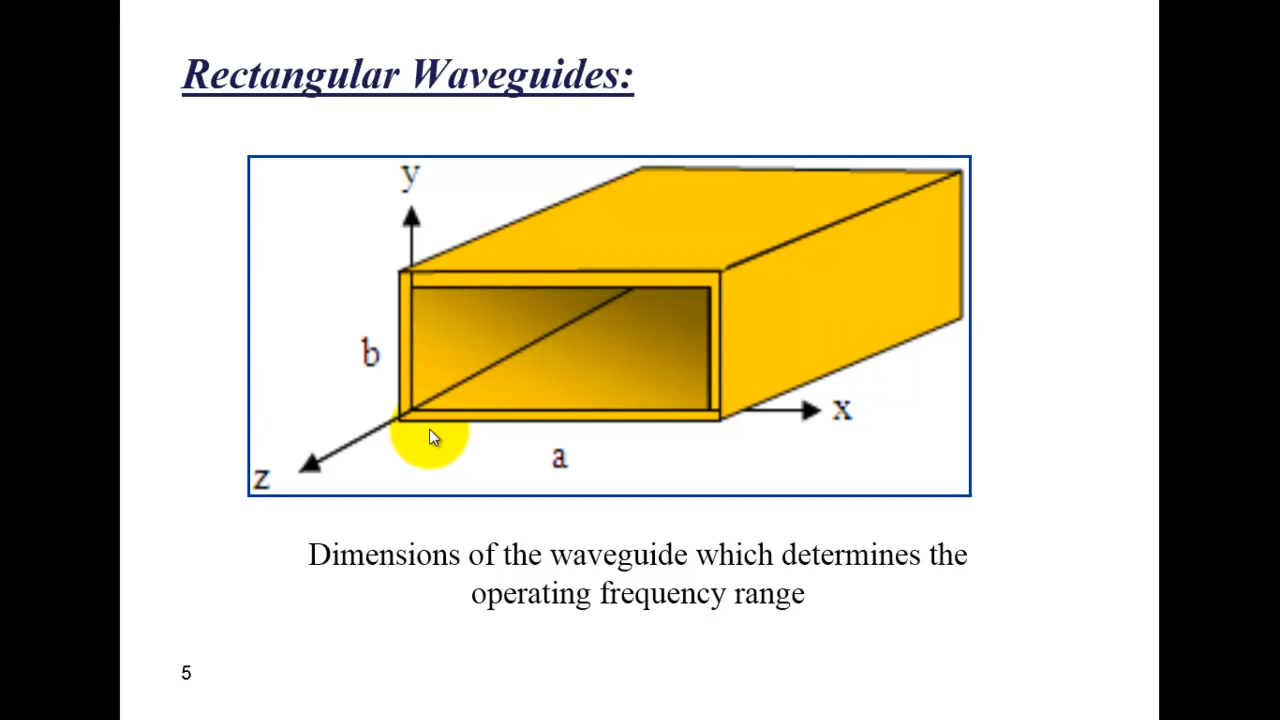 Rectangular Waveguides:
y
b
x
a
z
Dimensions of the waveguide which determines the
operating frequency range
5